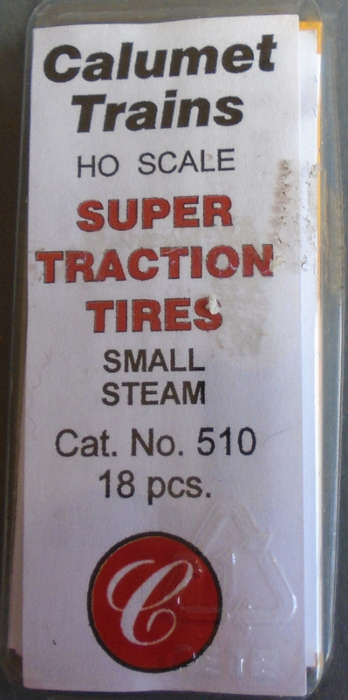 Calumet
Trains
HO SCALE
SUPER
TRACTION
TIRES
SMALL
STEAM
Cat. No. 510
18 pcs.
C